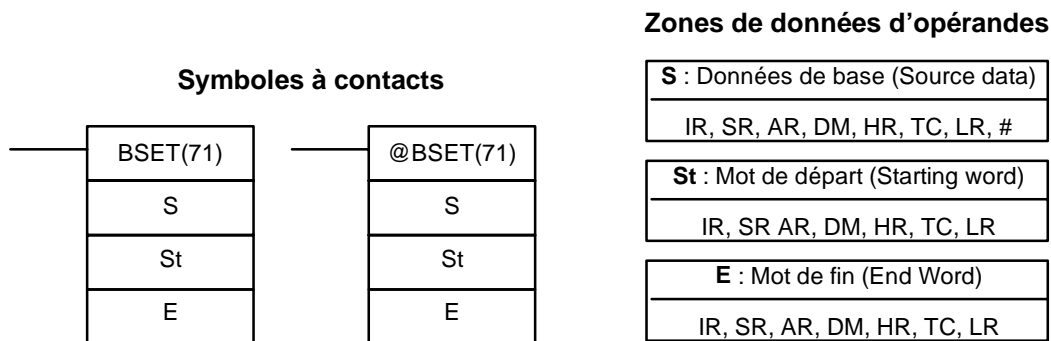 Zones de données d’opérandes
Symboles à contacts
BSET(71)
S
St
E
@BSET(71)
S
St
E
S : Données de base (Source data)
IR, SR, AR, DM, HR, TC, LR, #
St : Mot de départ (Starting word)
IR, SR AR, DM, HR, TC, LR
E : Mot de fin (End Word)
IR, SR, AR, DM, HR, TC, LR